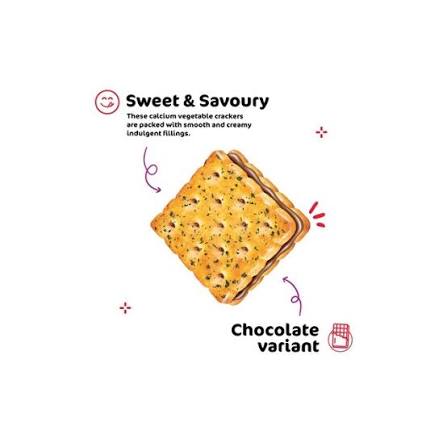 Sweet & Savoury
These calcium vegetable crackers
are packed with smooth and creamy
indulgent fillings.
Chocolate
variant